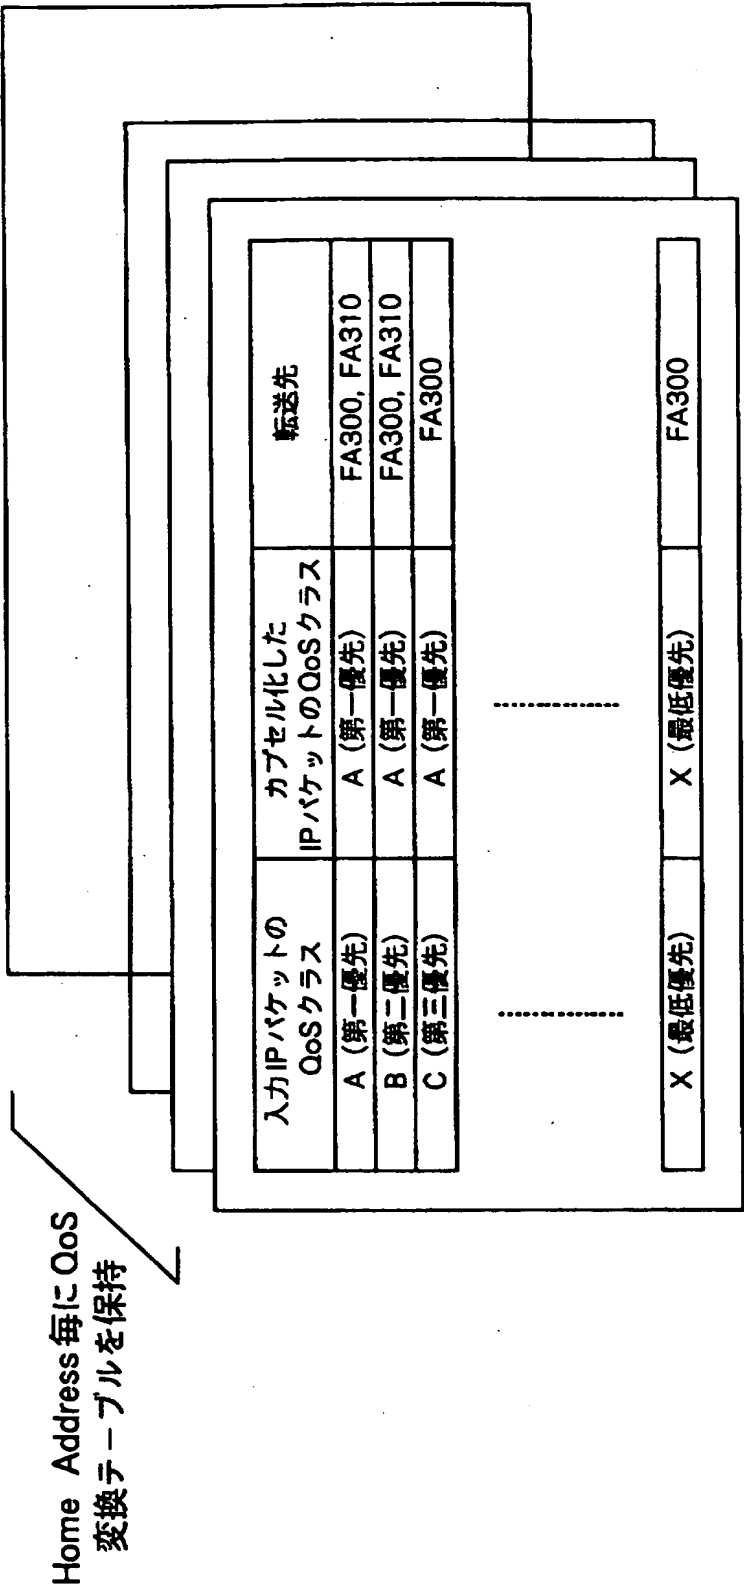 Home Address毎にQoS
変換テーブルを保持
入力IPパケットの
QoSクラス
カプセル化した
IPパケットのQoSクラス
転送先
A (第一優先) A (第一優先) FA300, FA310
B (第二優先) A (第一優先) FA300, FA310
C (第三優先) A (第一優先) FA300
X (最低優先) X (最低優先) FA300